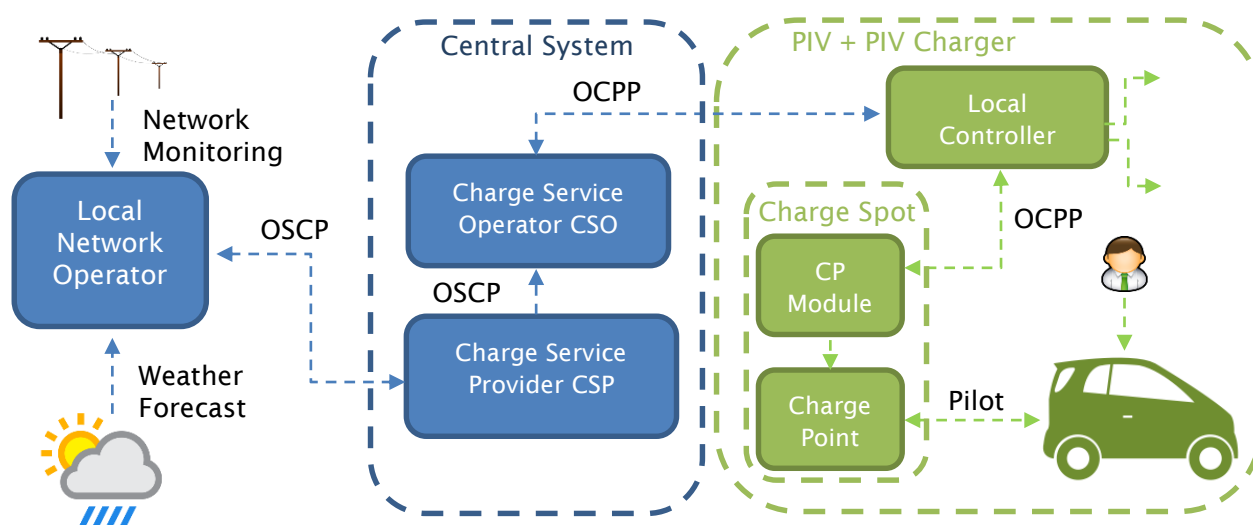 Network
Monitoring
Local
Network
Operator
Weather
Forecast
OSCP
Central System
OCPP
Charge Service
Operator CSO
OSCP
Charge Service
Provider CSP
PIV + PIV Charger
Local
Controller
OCPP
Charge Spot
CP
Module
Charge
Point
Pilot